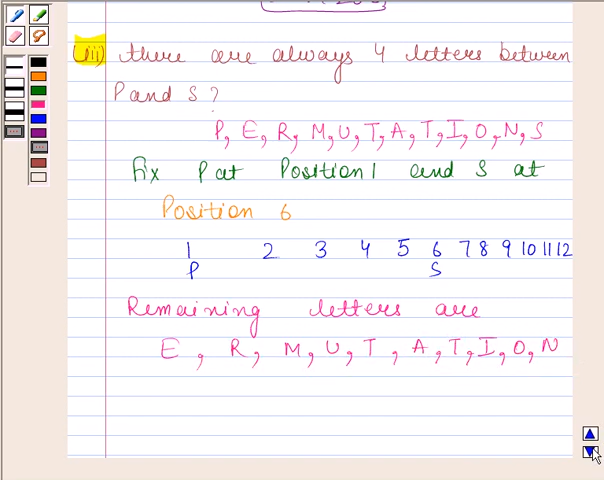 (iii) there are always 4 letters between
P and S ?
P, E, R, M, U, T, A, T, I, O, N, S
Fix P at Position 1 and S at
Position 6
1 2 3 4 5 6 7 8 9 10 11 12
P S
Remaining letters are
E , R , M , U , T , A , T , I , O , N